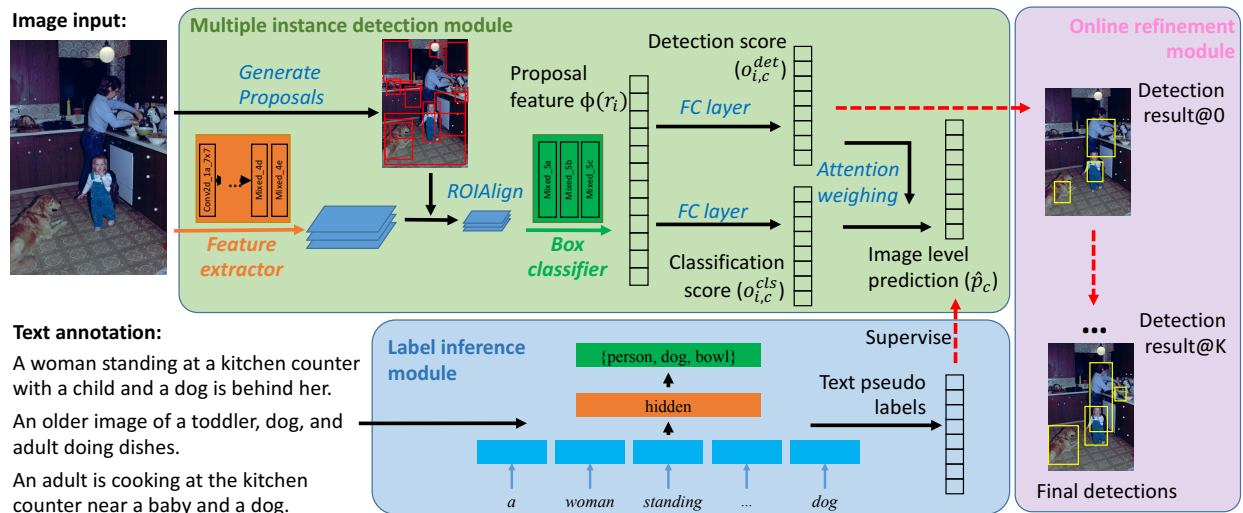 Image input:
Multiple instance detection module
Generate
Proposals
Conv2d_1a_7x7
...
Mixed_4d
Mixed_4e
Feature
extractor
ROIAlign
Mixed_5a
Mixed_5b
Mixed_5c
Box
classifier
Proposal
feature ϕ(r_i)
FC layer
FC layer
Detection score
(o_{i,c}^{det})
Classification
score (o_{i,c}^{cls})
Attention
weighing
Image level
prediction (p̂_c)
Online refinement
module
Detection
result@0
...
Detection
result@K
Final detections
Text annotation:
A woman standing at a kitchen counter
with a child and a dog is behind her.
An older image of a toddler, dog, and
adult doing dishes.
An adult is cooking at the kitchen
counter near a baby and a dog.
Label inference
module
{person, dog, bowl}
hidden
a
woman
standing
...
dog
Text pseudo
labels
Supervise